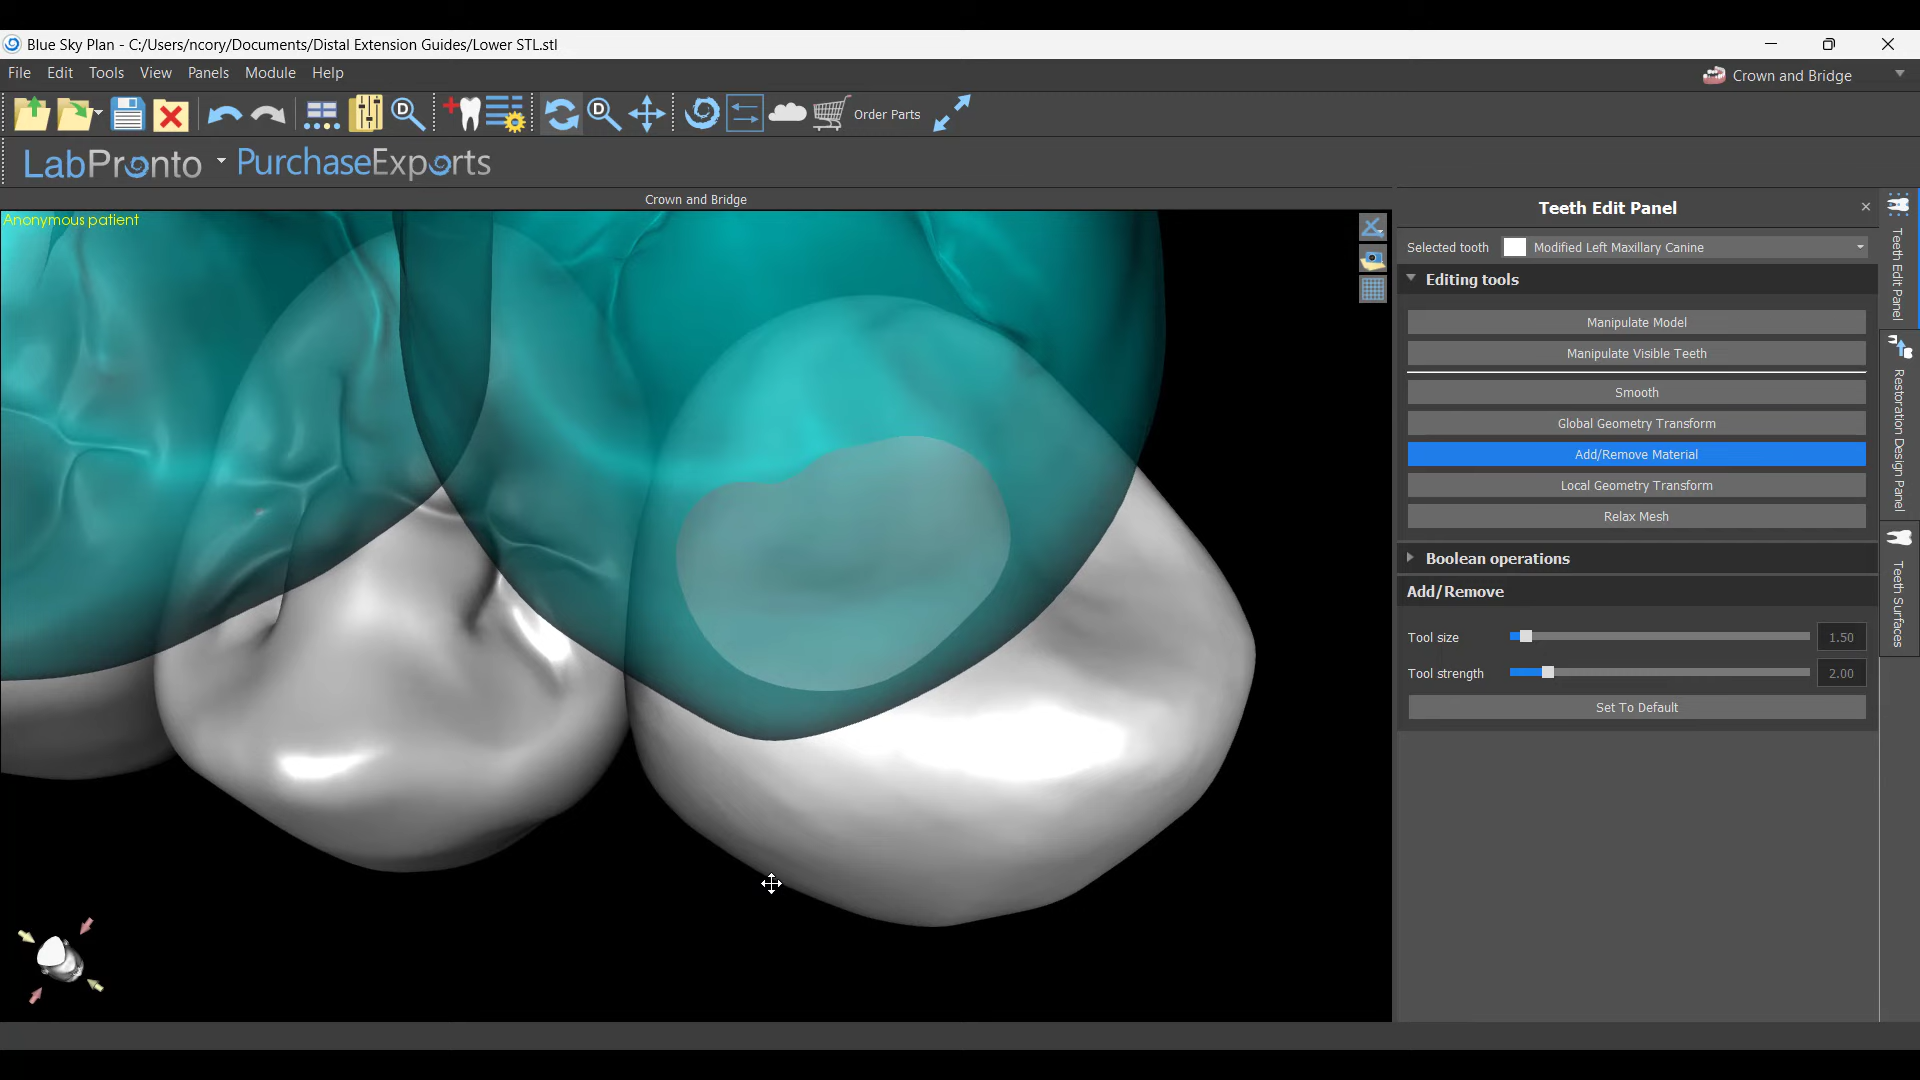 Blue Sky Plan - C:/Users/ncory/Documents/Distal Extension Guides/Lower STL.stl
File Edit Tools View Panels Module Help
Crown and Bridge
Order Parts
LabPronto PurchaseExports
Crown and Bridge
Anonymous patient
Teeth Edit Panel
Selected tooth Modified Left Maxillary Canine
Editing tools
Manipulate Model
Manipulate Visible Teeth
Smooth
Global Geometry Transform
Add/Remove Material
Local Geometry Transform
Relax Mesh
Boolean operations
Add/Remove
Tool size 1.50
Tool strength 2.00
Set To Default
Teeth Edit Panel
Restoration Design Panel
Teeth Surfaces